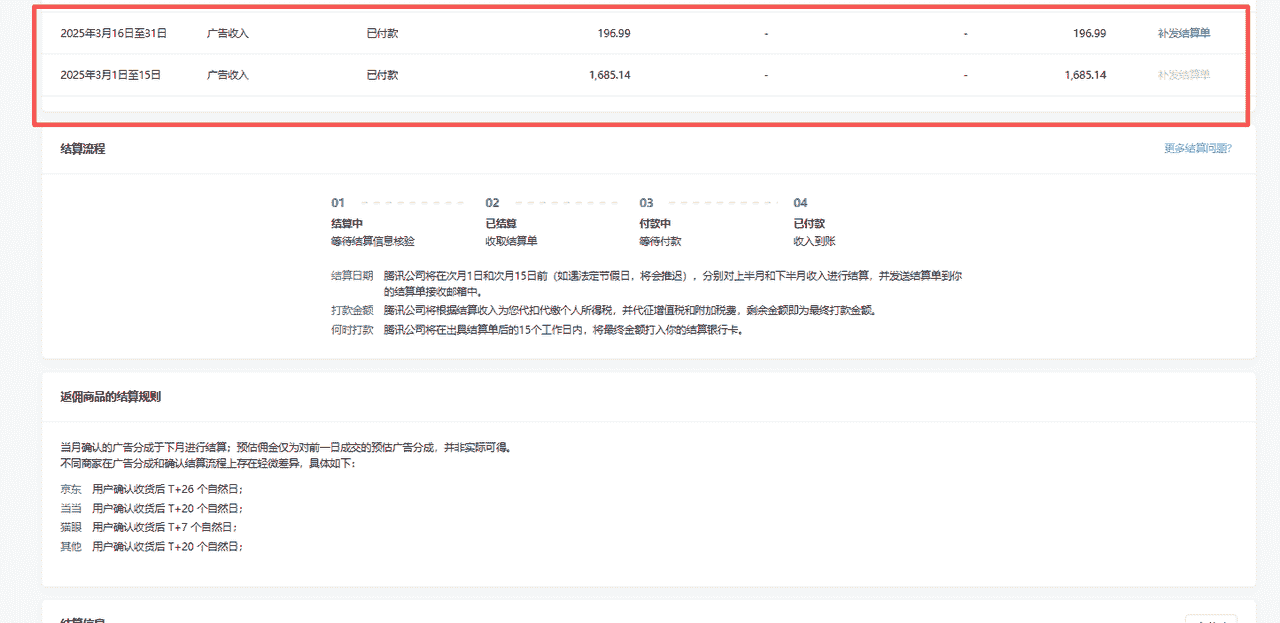 2025年3月16日至31日 广告收入 已付款 196.99 - - 196.99 补发结算单
2025年3月1日至15日 广告收入 已付款 1,685.14 - - 1,685.14 补发结算单
结算流程 更多结算问题?
01 02 03 04
结算中 已结算 付款中 已付款
等待结算信息核验 收取结算单 等待付款 收入到账
结算日期 腾讯公司将在次月1日和次月15日前（如遇法定节假日，将会推迟），分别对上半月和下半月收入进行结算，并发送结算单到你
的结算单接收邮箱中。
打款金额 腾讯公司将根据结算收入为您代扣代缴个人所得税，并代征增值税和附加税费，剩余金额即为最终打款金额。
何时打款 腾讯公司将在出具结算单后的15个工作日内，将最终金额打入你的结算银行卡。
返佣商品的结算规则
当月确认的广告分成于下月进行结算；预估佣金仅为对前一日成交的预估广告分成，并非实际可得。
不同商家在广告分成和确认结算流程上存在轻微差异，具体如下：
京东 用户确认收货后 T+26 个自然日；
当当 用户确认收货后 T+20 个自然日；
猫眼 用户确认收货后 T+7 个自然日；
其他 用户确认收货后 T+20 个自然日；
结算信息